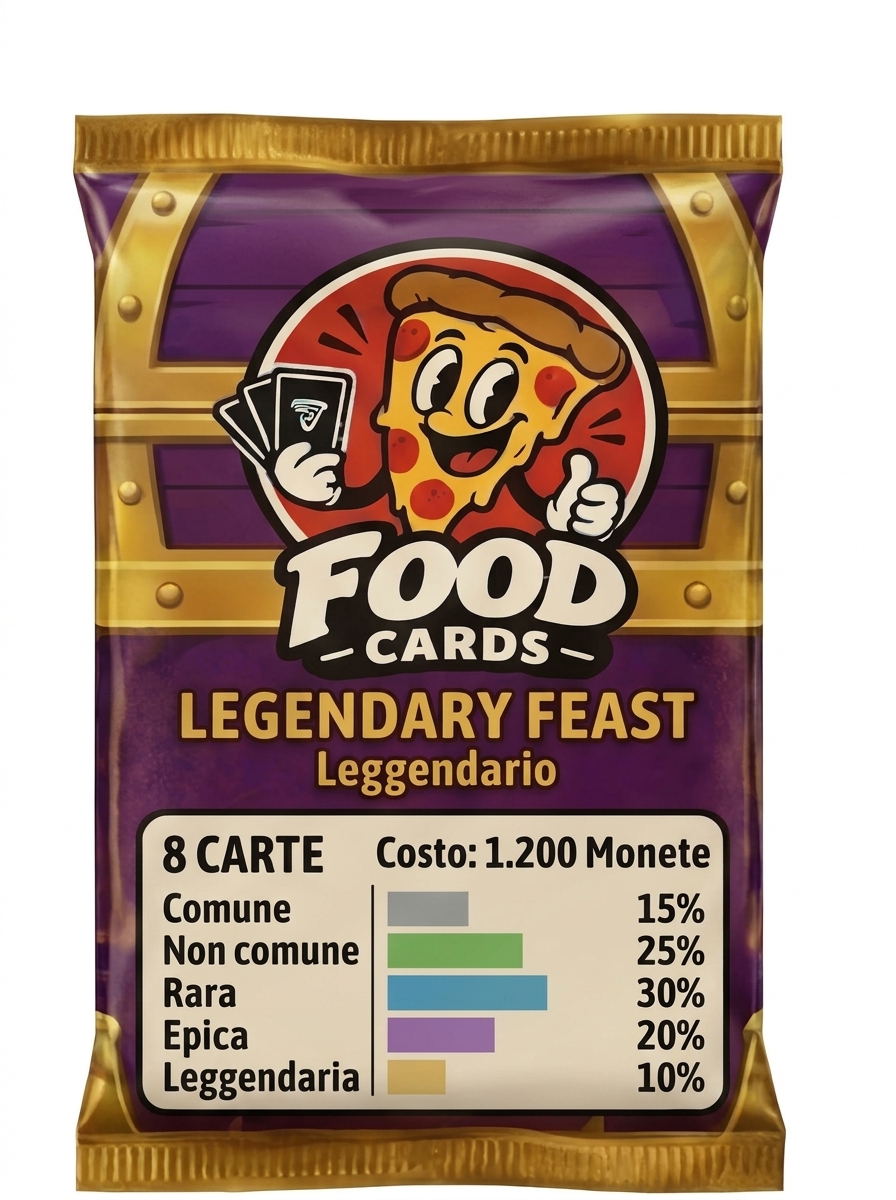 FOOD
CARDS
LEGENDARY FEAST
Leggendario
8 CARTE Costo: 1.200 Monete
Comune 15%
Non comune 25%
Rara 30%
Epica 20%
Leggendaria 10%